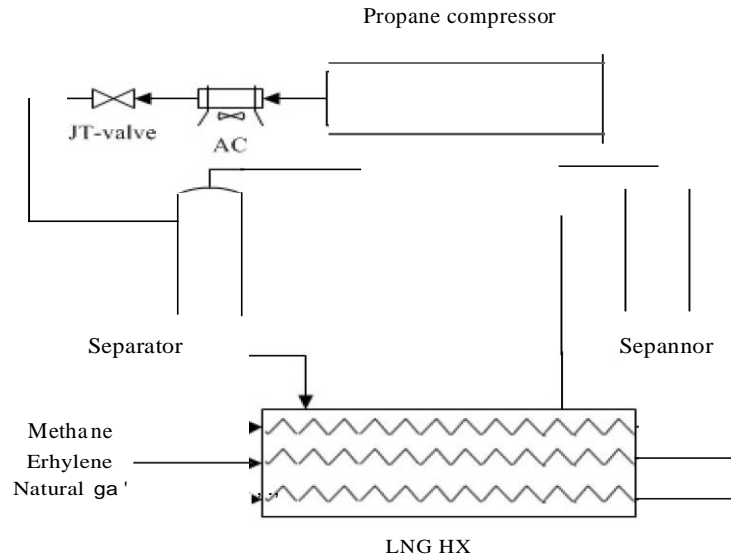 Propane compressor
JT-valve
AC
Separator
Sepannor
Methane
Erhylene
Natural ga'
LNG HX